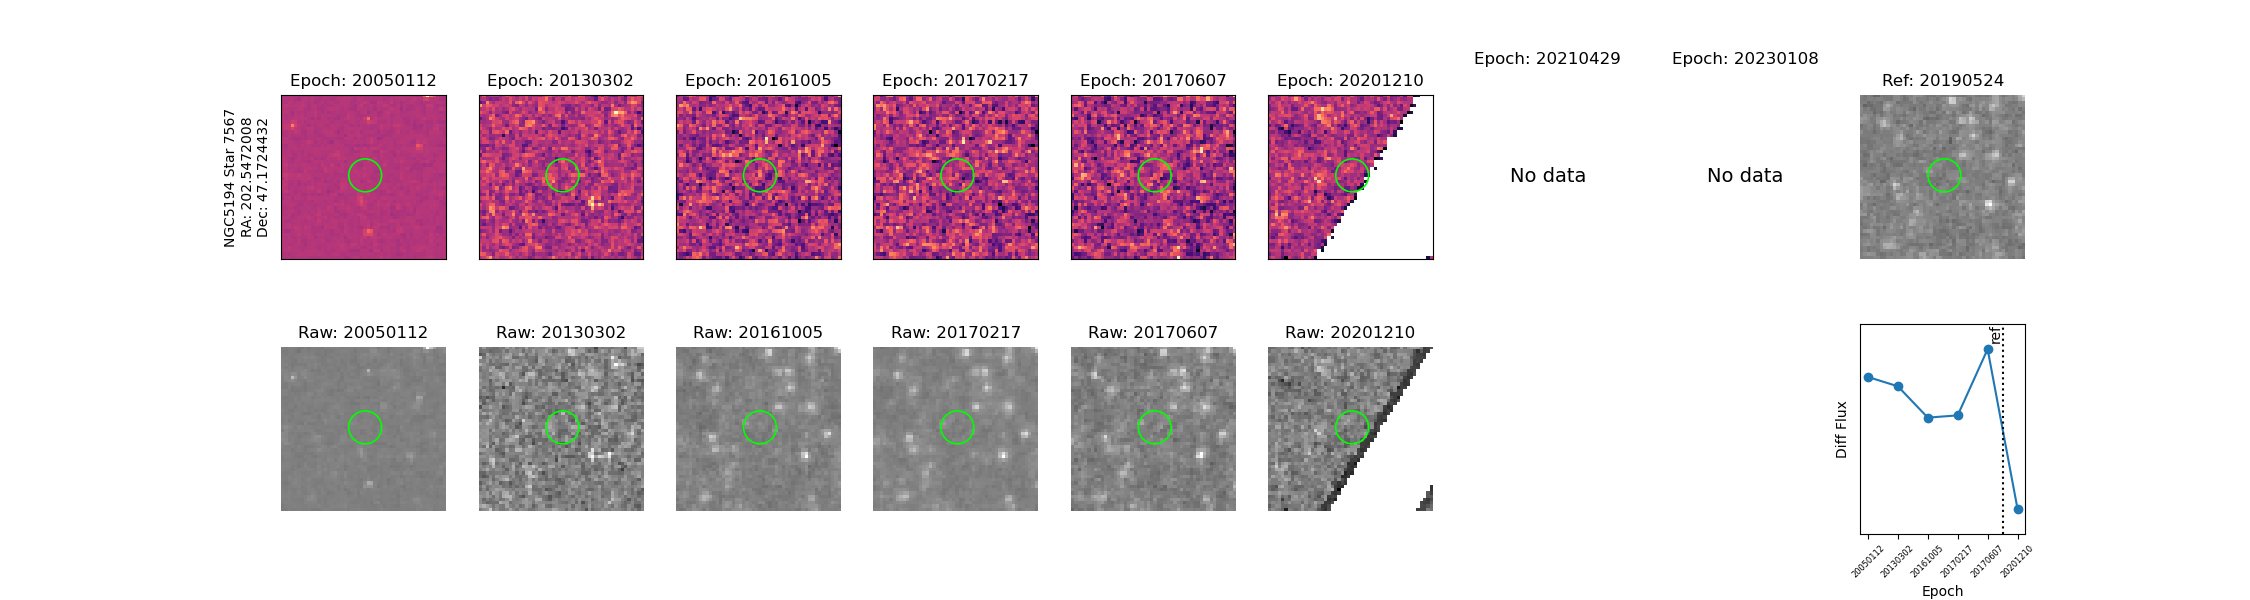 Epoch: 20050112
Epoch: 20130302
Epoch: 20161005
Epoch: 20170217
Epoch: 20170607
Epoch: 20201210
Epoch: 20210429
Epoch: 20230108
Ref: 20190524
NGC5194 Star 7567
RA: 202.5472008
Dec: 47.1724432
No data
No data
Raw: 20050112
Raw: 20130302
Raw: 20161005
Raw: 20170217
Raw: 20170607
Raw: 20201210
ref
Diff Flux
20050112
20130302
20161005
20170217
20170607
20201210
Epoch